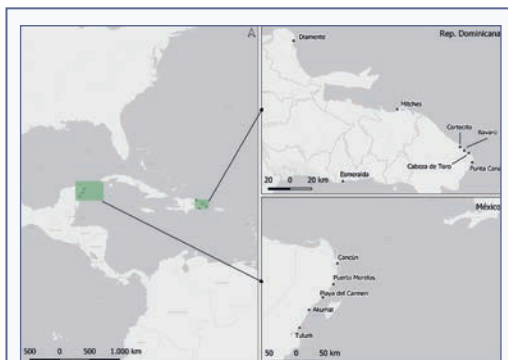 A
500 0 500 1.000 km
Rep. Dominicana
Diamante
Miches
Cortecito
Bavaro
Cabeza de Toro
Punta Cana
Esmeralda
20 0 20 km
México
Cancún
Puerto Morelos
Playa del Carmen
Akumal
Tulum
50 0 50 km